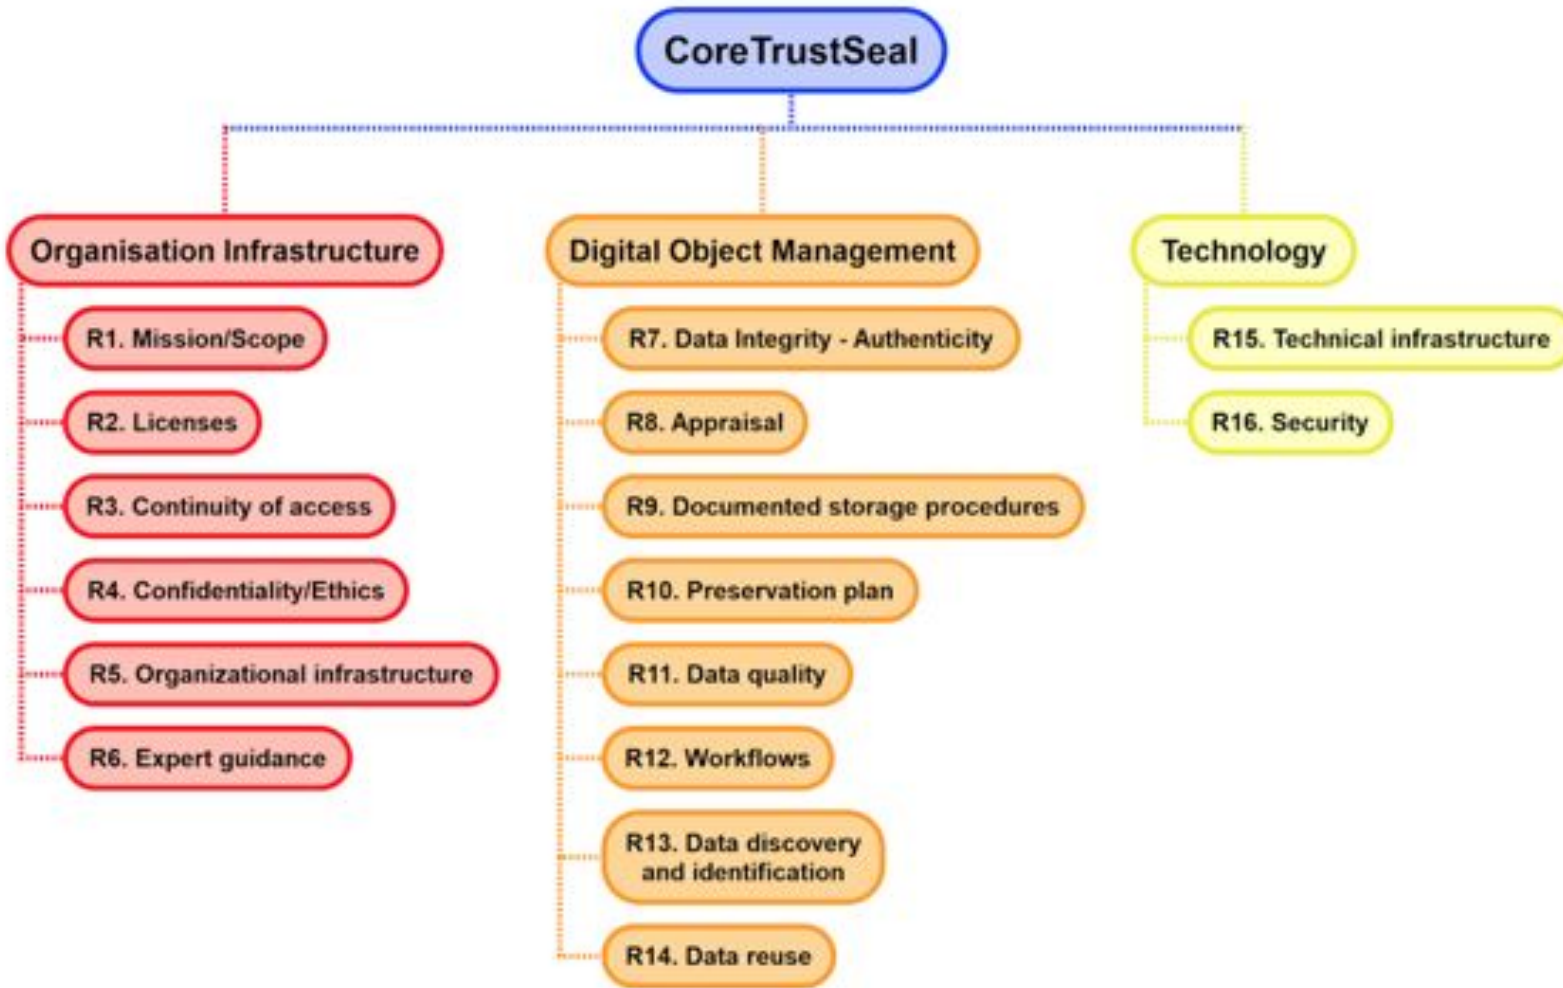 CoreTrustSeal
Organisation Infrastructure
R1. Mission/Scope
R2. Licenses
R3. Continuity of access
R4. Confidentiality/Ethics
R5. Organizational infrastructure
R6. Expert guidance
Digital Object Management
R7. Data Integrity - Authenticity
R8. Appraisal
R9. Documented storage procedures
R10. Preservation plan
R11. Data quality
R12. Workflows
R13. Data discovery
and identification
R14. Data reuse
Technology
R15. Technical infrastructure
R16. Security